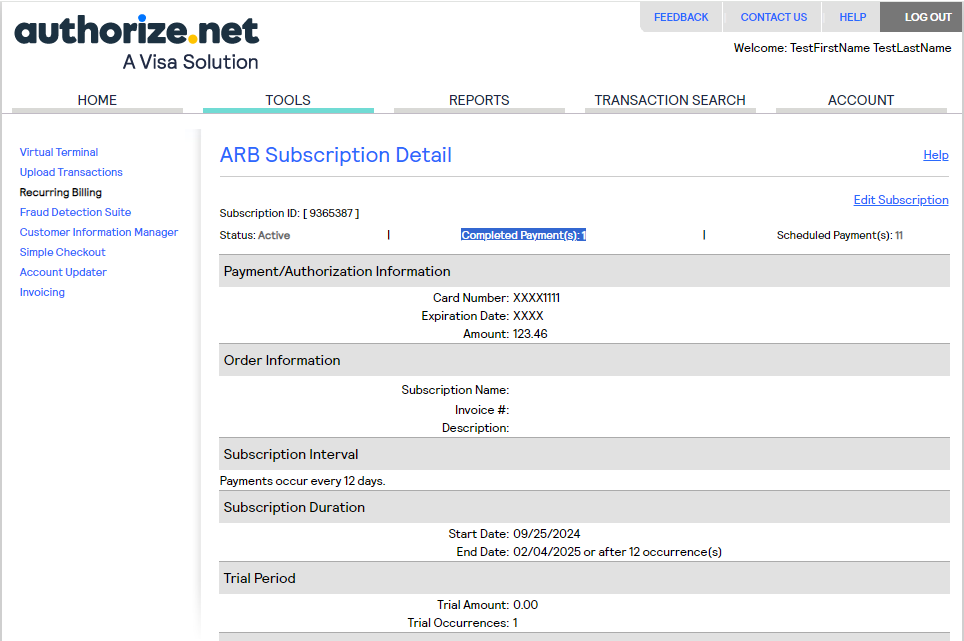 authorize.net
A Visa Solution
FEEDBACK CONTACT US HELP LOG OUT
Welcome: TestFirstName TestLastName
HOME TOOLS REPORTS TRANSACTION SEARCH ACCOUNT
Virtual Terminal
Upload Transactions
Recurring Billing
Fraud Detection Suite
Customer Information Manager
Simple Checkout
Account Updater
Invoicing
ARB Subscription Detail Help
Edit Subscription
Subscription ID: [ 9365387 ]
Status: Active | Completed Payment(s): 1 | Scheduled Payment(s): 11
Payment/Authorization Information
Card Number: XXXX1111
Expiration Date: XXXX
Amount: 123.46
Order Information
Subscription Name:
Invoice #:
Description:
Subscription Interval
Payments occur every 12 days.
Subscription Duration
Start Date: 09/25/2024
End Date: 02/04/2025 or after 12 occurrence(s)
Trial Period
Trial Amount: 0.00
Trial Occurrences: 1